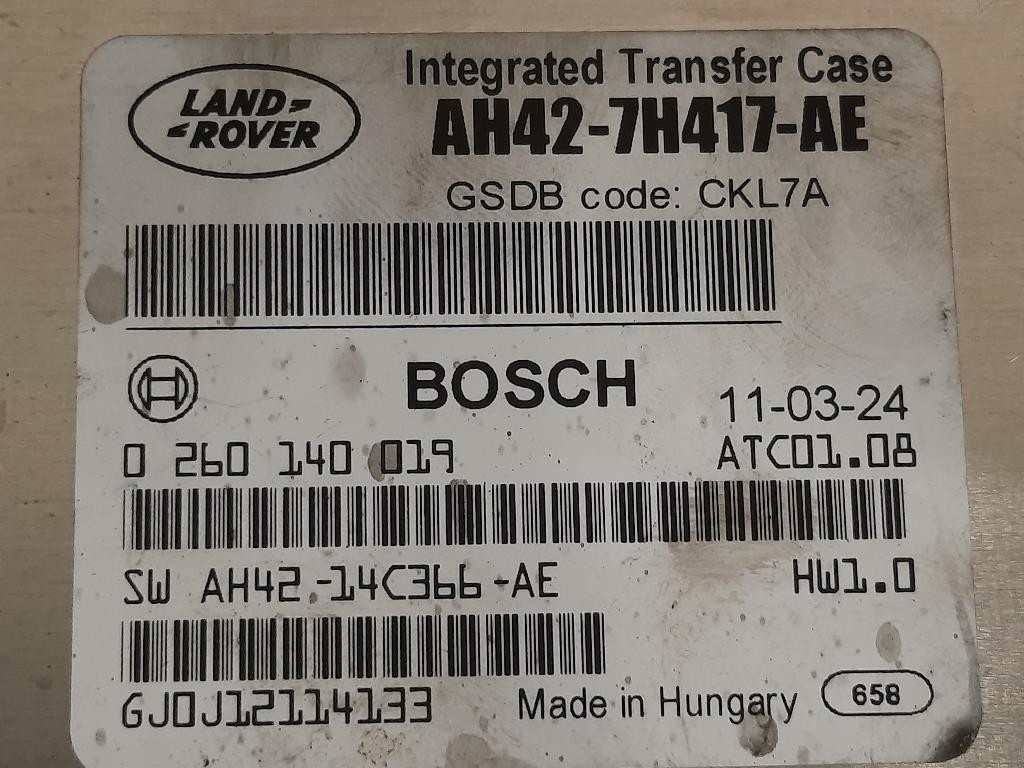 LAND-
-ROVER
Integrated Transfer Case
AH42-7H417-AE
GSDB code: CKL7A
BOSCH
11-03-24
0 260 140 019
ATC01.08
SW AH42-14C366-AE
HW1.0
GJ0J12114133
Made in Hungary
658